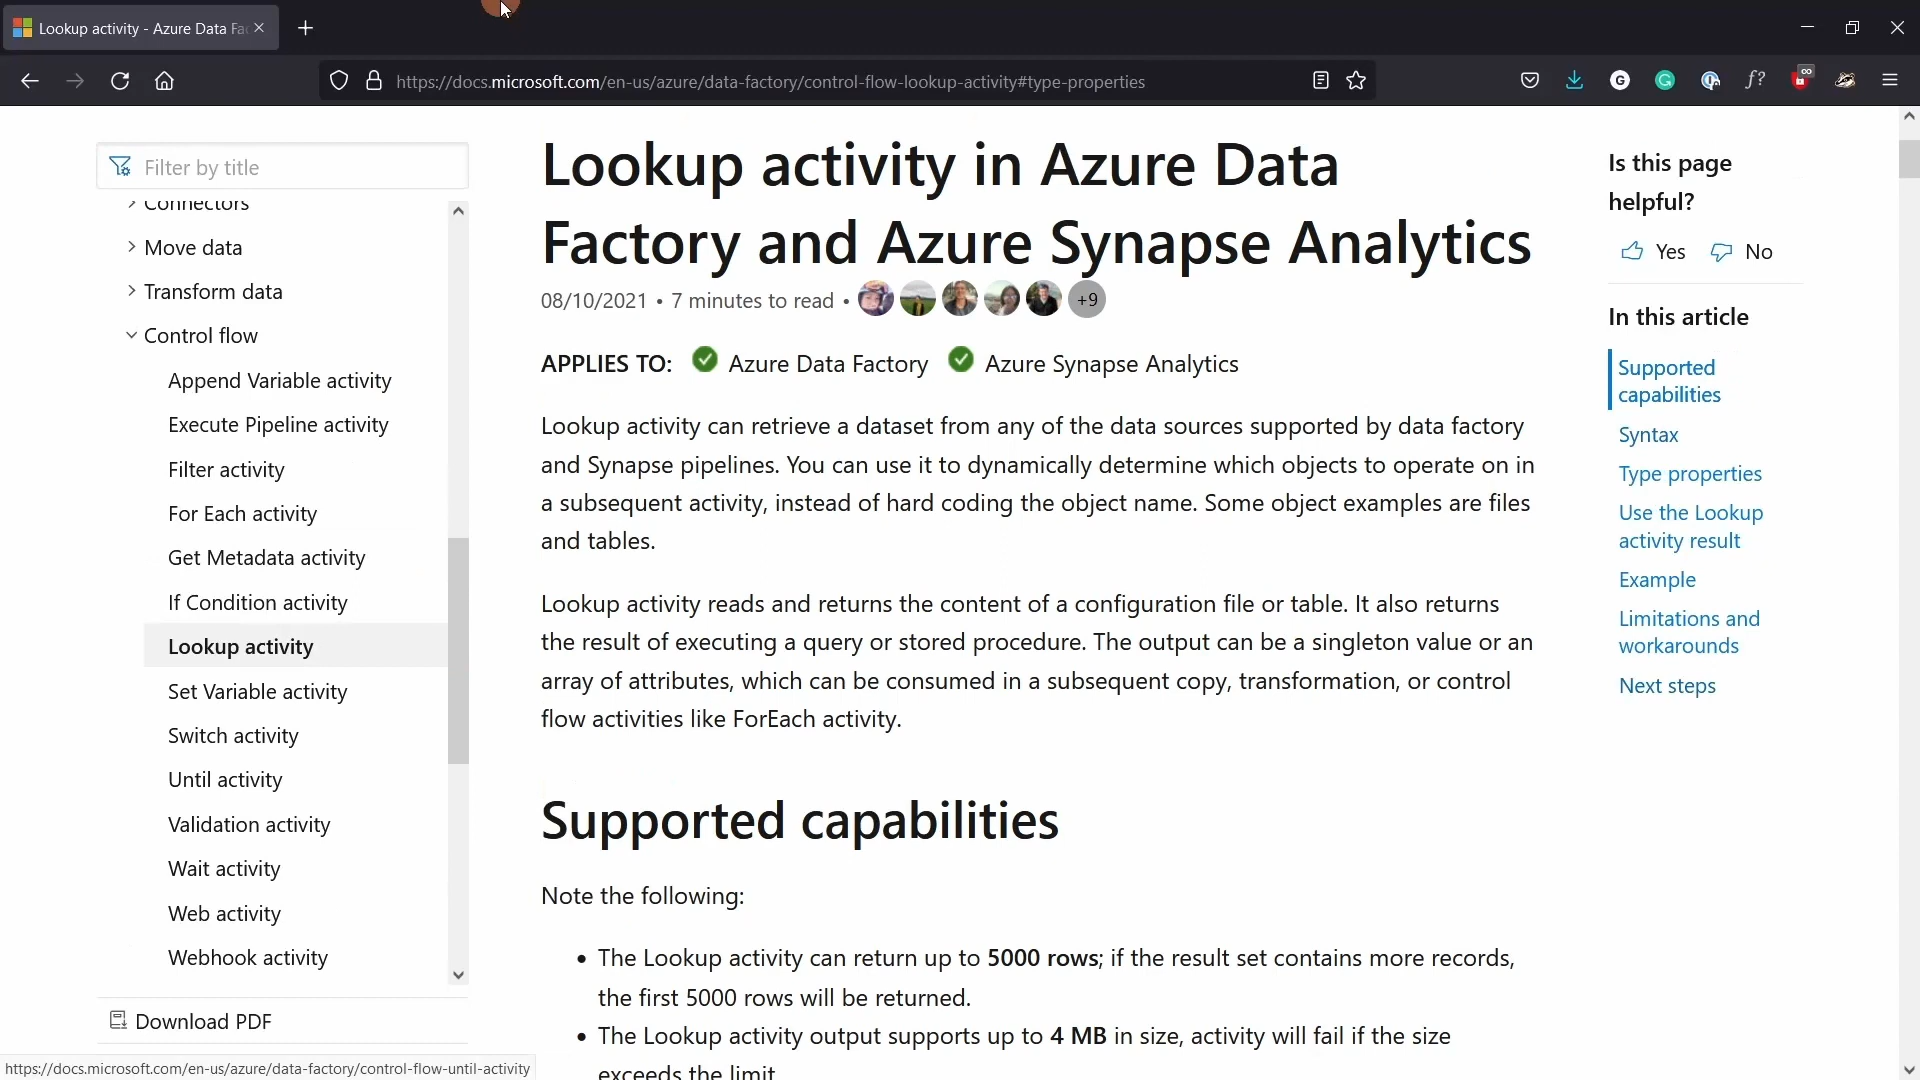 Lookup activity - Azure Data Fac
https://docs.microsoft.com/en-us/azure/data-factory/control-flow-lookup-activity#type-properties
G
G
f?
∞
Filter by title
Connectors
Move data
Transform data
Control flow
Append Variable activity
Execute Pipeline activity
Filter activity
For Each activity
Get Metadata activity
If Condition activity
Lookup activity
Set Variable activity
Switch activity
Until activity
Validation activity
Wait activity
Web activity
Webhook activity
Download PDF
https://docs.microsoft.com/en-us/azure/data-factory/control-flow-until-activity
Lookup activity in Azure Data
Factory and Azure Synapse Analytics
08/10/2021 • 7 minutes to read • +9
APPLIES TO: Azure Data Factory Azure Synapse Analytics
Lookup activity can retrieve a dataset from any of the data sources supported by data factory
and Synapse pipelines. You can use it to dynamically determine which objects to operate on in
a subsequent activity, instead of hard coding the object name. Some object examples are files
and tables.
Lookup activity reads and returns the content of a configuration file or table. It also returns
the result of executing a query or stored procedure. The output can be a singleton value or an
array of attributes, which can be consumed in a subsequent copy, transformation, or control
flow activities like ForEach activity.
Supported capabilities
Note the following:
• The Lookup activity can return up to 5000 rows; if the result set contains more records,
the first 5000 rows will be returned.
• The Lookup activity output supports up to 4 MB in size, activity will fail if the size
exceeds the limit
Is this page
helpful?
Yes No
In this article
Supported
capabilities
Syntax
Type properties
Use the Lookup
activity result
Example
Limitations and
workarounds
Next steps